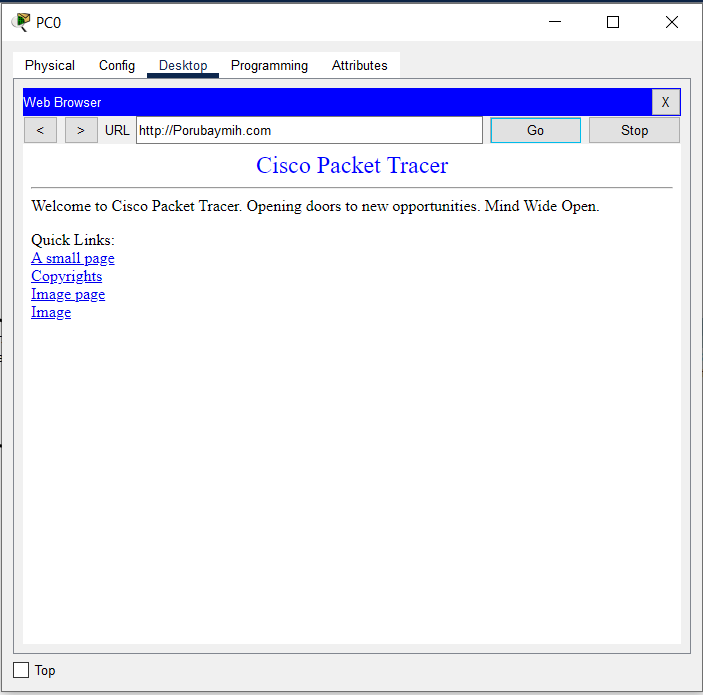 PC0
Physical Config Desktop Programming Attributes
Web Browser X
< > URL http://Porubaymih.com Go Stop
Cisco Packet Tracer
Welcome to Cisco Packet Tracer. Opening doors to new opportunities. Mind Wide Open.
Quick Links:
A small page
Copyrights
Image page
Image
Top